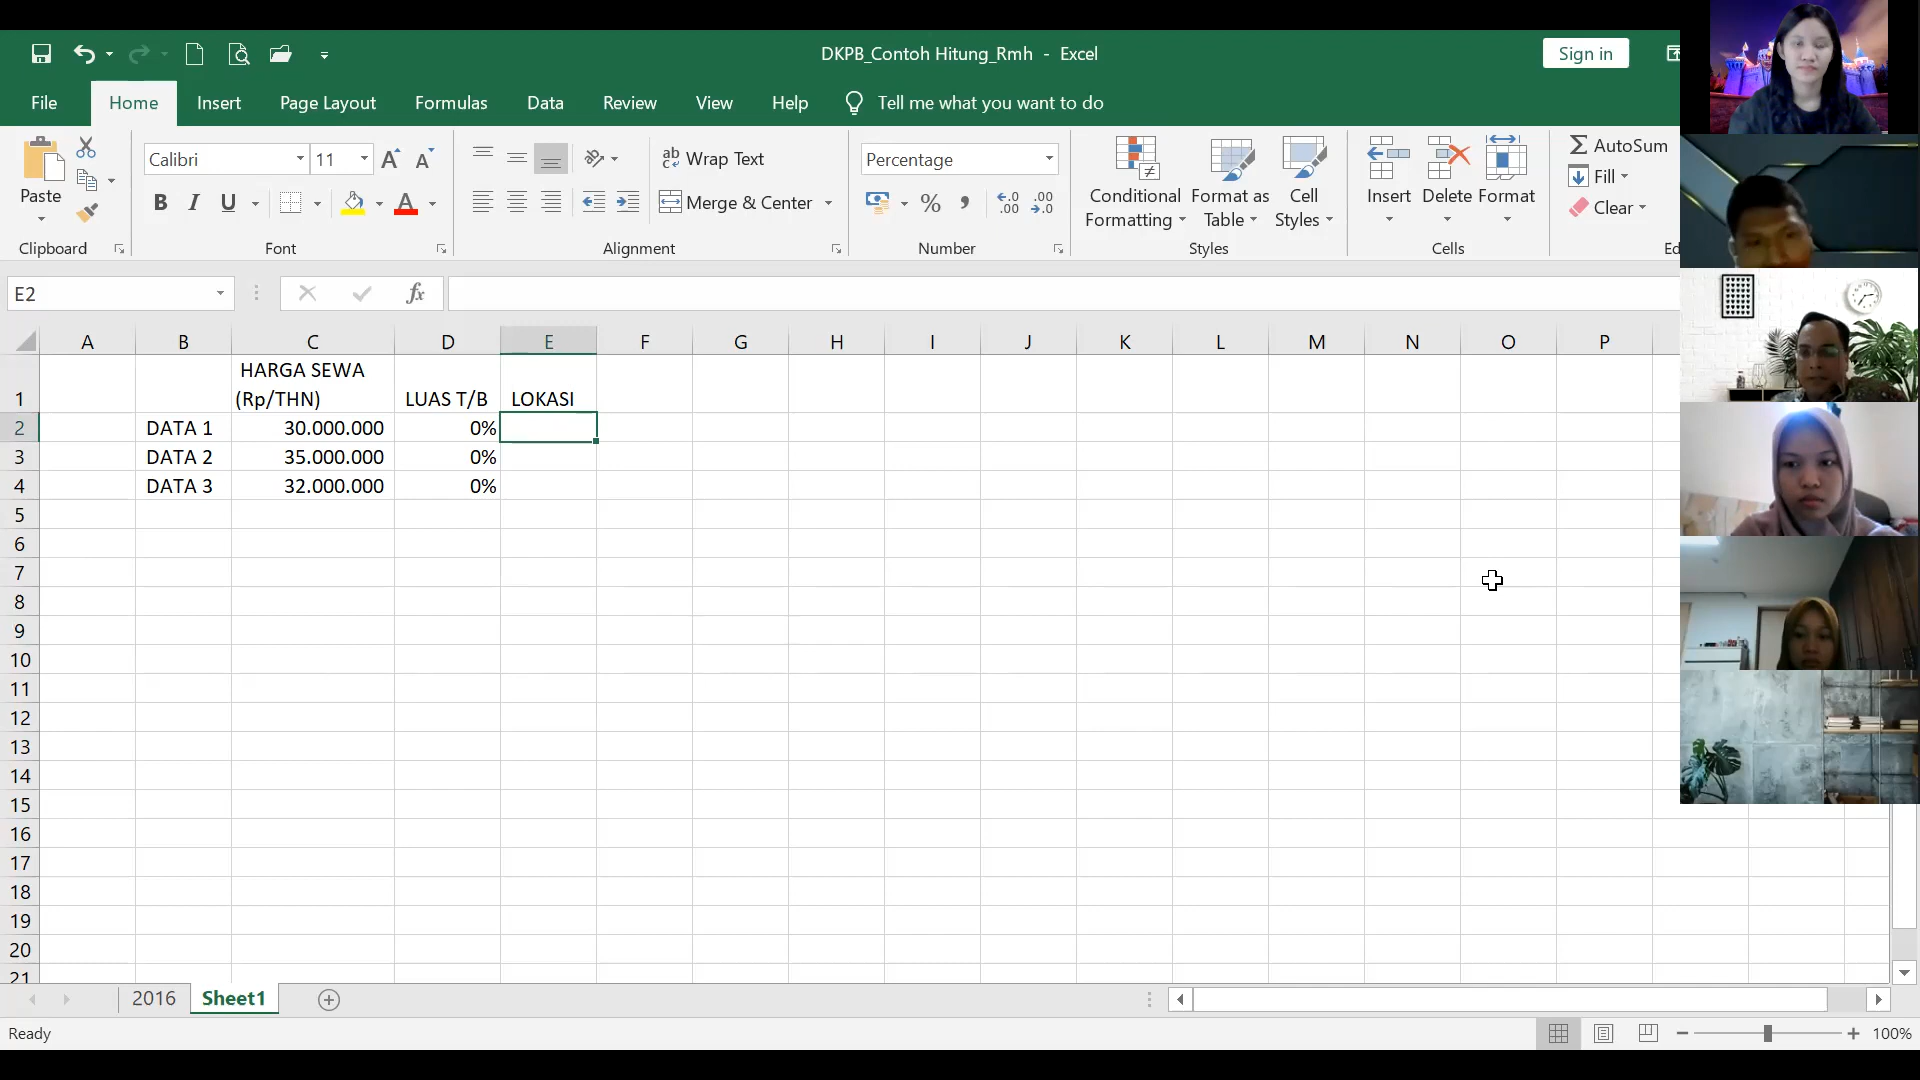 DKPB_Contoh Hitung_Rmh - Excel
Sign in
File Home Insert Page Layout Formulas Data Review View Help Tell me what you want to do
Paste
Clipboard
Calibri 11
B I U
Font
Wrap Text
Merge & Center
Alignment
Percentage
Number
Conditional Formatting
Format as Table
Cell Styles
Styles
Insert Delete Format
Cells
AutoSum
Fill
Clear
Ed
E2 fx
A B C D E F G H I J K L M N O P
HARGA SEWA
1 (Rp/THN) LUAS T/B LOKASI
2 DATA 1 30.000.000 0%
3 DATA 2 35.000.000 0%
4 DATA 3 32.000.000 0%
5
6
7
8
9
10
11
12
13
14
15
16
17
18
19
20
21
2016 Sheet1
Ready 100%